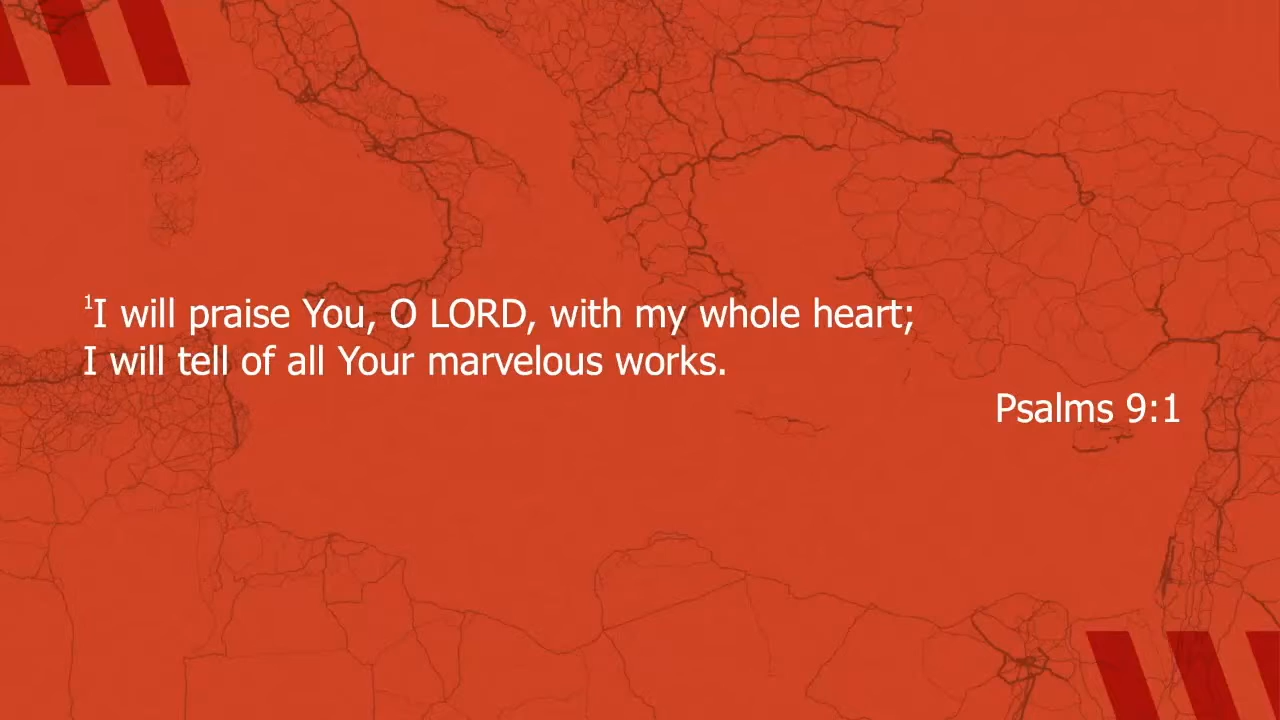 ¹I will praise You, O LORD, with my whole heart;
I will tell of all Your marvelous works.
Psalms 9:1